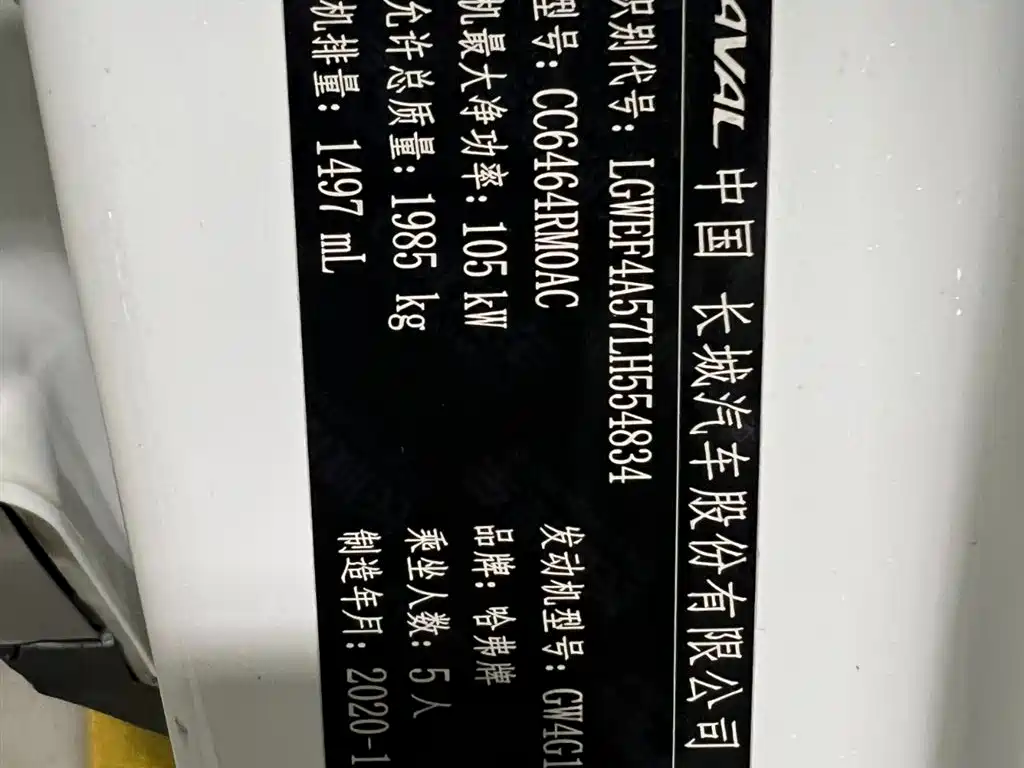 AVAL 中国 长城汽车股份有限公司
识别代号: LGWEF4A57LH554834
型号: CC6464RM0AC 发动机型号: GW4G1
机最大净功率: 105 kW 品牌: 哈弗牌
允许总质量: 1985 kg 乘坐人数: 5 人
机排量: 1497 mL 制造年月: 2020-1